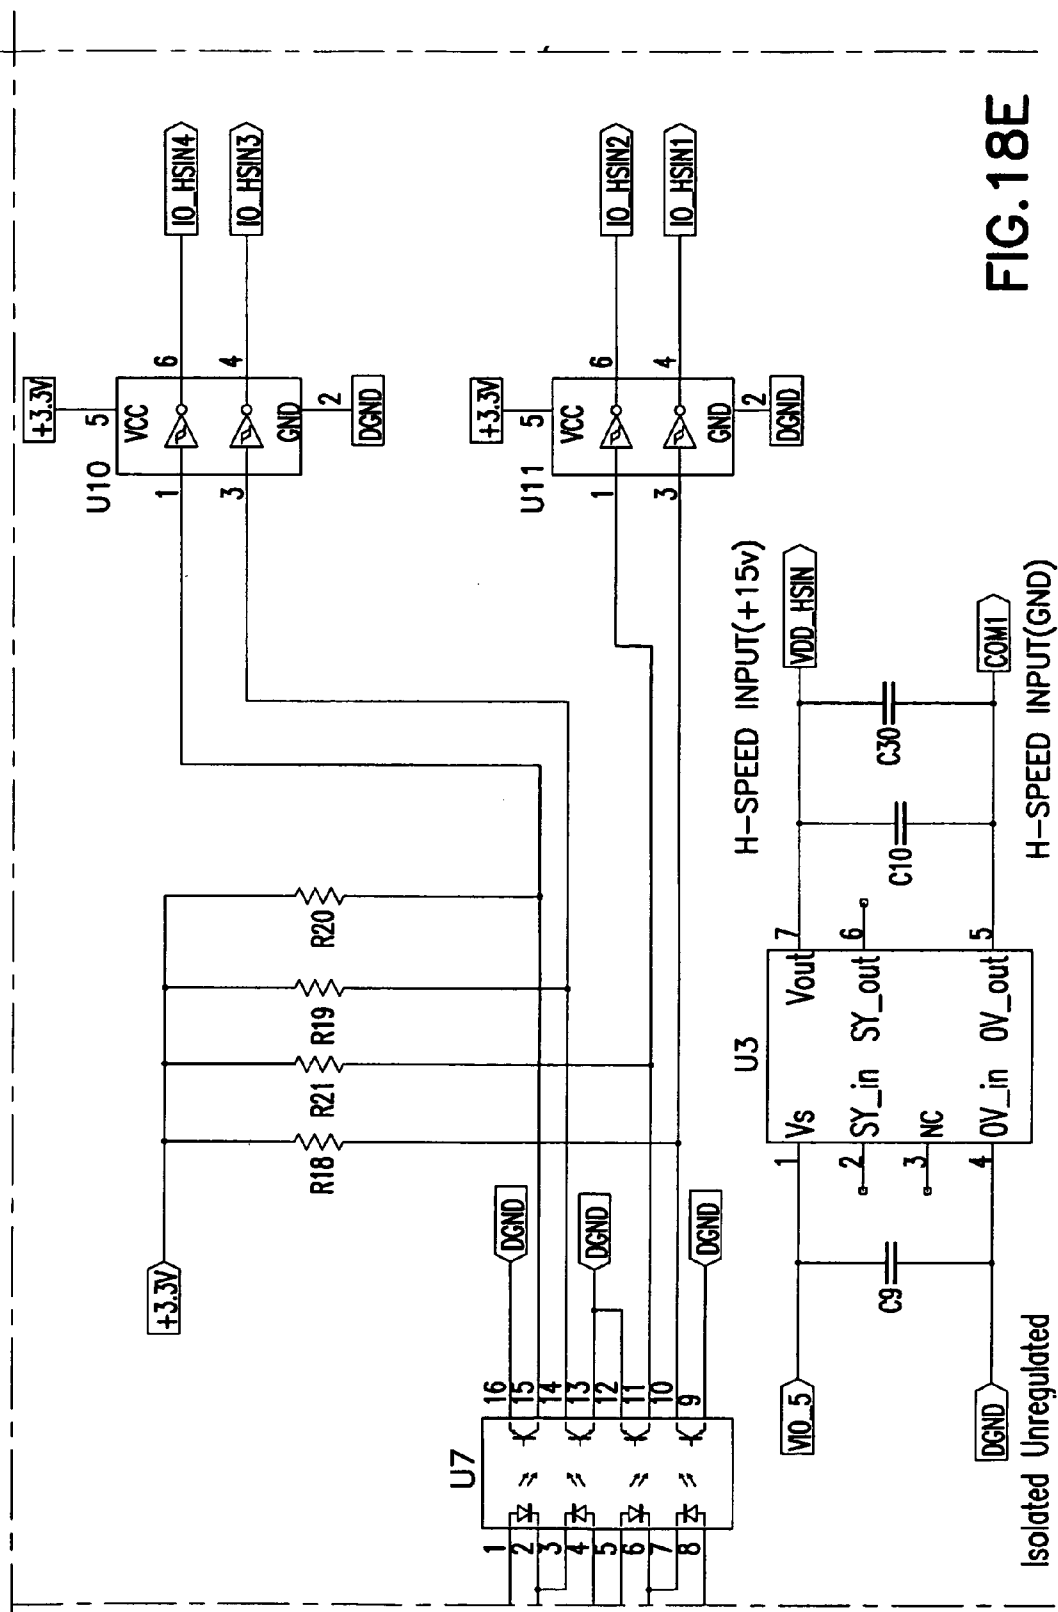 +3.3V
5
U10
VCC
1
6
IO_HSIN4
3
4
IO_HSIN3
GND
2
DGND
+3.3V
R18
R21
R19
R20
+3.3V
5
U11
VCC
1
6
IO_HSIN2
3
4
IO_HSIN1
GND
2
DGND
U7
1
2
3
4
5
6
7
8
16
15
14
13
12
11
10
9
DGND
DGND
DGND
H-SPEED INPUT(+15v)
VIO_5
C9
DGND
U3
1
Vs
2
SY_in
3
NC
4
0V_in
Vout
7
SY_out
6
0V_out
5
C10
C30
VDD_HSIN
COM1
H-SPEED INPUT(GND)
Isolated Unregulated
FIG.18E